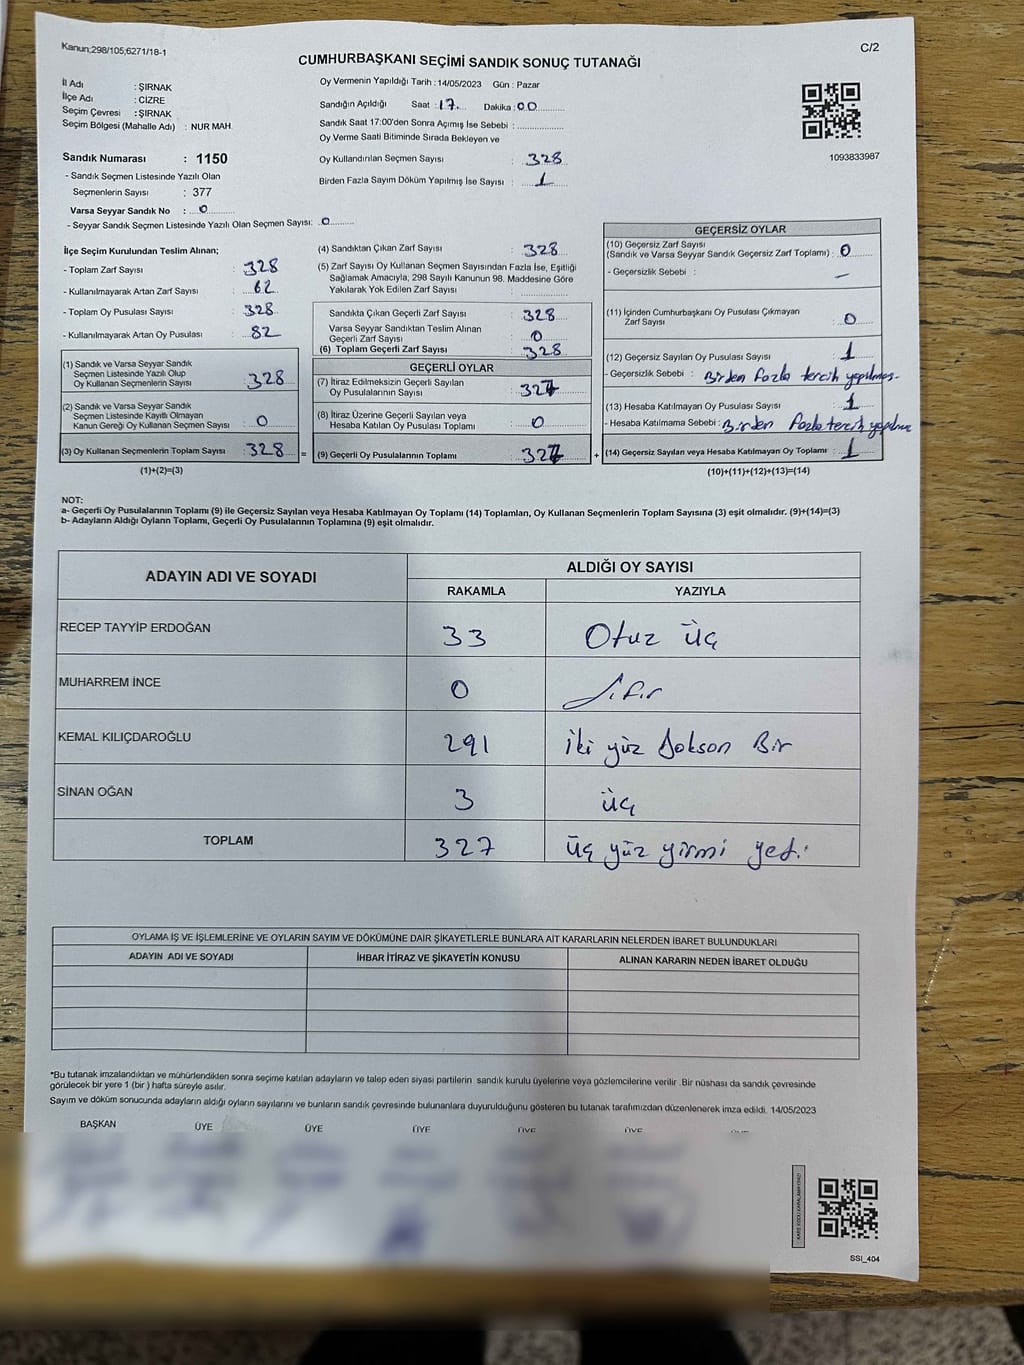 Kanun;298/105,6271/18-1
C/2
CUMHURBAŞKANI SEÇİMİ SANDIK SONUÇ TUTANAĞI
İl Adı : ŞIRNAK
İlçe Adı : CİZRE
Seçim Çevresi : ŞIRNAK
Seçim Bölgesi (Mahalle Adı) : NUR MAH.
Sandık Numarası : 1150
- Sandık Seçmen Listesinde Yazılı Olan
Seçmenlerin Sayısı : 377
Varsa Seyyar Sandık No : 0
- Seyyar Sandık Seçmen Listesinde Yazılı Olan Seçmen Sayısı: 0
Oy Vermenin Yapıldığı Tarih : 14/05/2023 Gün : Pazar
Sandığın Açıldığı Saat : 17 Dakika : 00
Sandık Saat 17:00'den Sonra Açımış İse Sebebi :
Oy Verme Saati Bitiminde Sırada Bekleyen ve
Oy Kullandırılan Seçmen Sayısı : 328
Birden Fazla Sayım Döküm Yapılmış İse Sayısı : 1
1093833987
İlçe Seçim Kurulundan Teslim Alınan;
- Toplam Zarf Sayısı : 328
- Kullanılmayarak Artan Zarf Sayısı : 62
- Toplam Oy Pusulası Sayısı : 328
- Kullanılmayarak Artan Oy Pusulası : 82
(1) Sandık ve Varsa Seyyar Sandık
Seçmen Listesinde Yazılı Olup
Oy Kullanan Seçmenlerin Sayısı : 328
(2) Sandık ve Varsa Seyyar Sandık
Seçmen Listesinde Kayıtlı Olmayan
Kanun Gereği Oy Kullanan Seçmen Sayısı : 0
(3) Oy Kullanan Seçmenlerin Toplam Sayısı : 328 =
(1)+(2)=(3)
(4) Sandıktan Çıkan Zarf Sayısı : 328
(5) Zarf Sayısı Oy Kullanan Seçmen Sayısından Fazla İse, Eşitliği
Sağlamak Amacıyla, 298 Sayılı Kanunun 98. Maddesine Göre
Yakılarak Yok Edilen Zarf Sayısı :
Sandıkta Çıkan Geçerli Zarf Sayısı : 328
Varsa Seyyar Sandıktan Teslim Alınan
Geçerli Zarf Sayısı : 0
(6) Toplam Geçerli Zarf Sayısı : 328
GEÇERLİ OYLAR
(7) İtiraz Edilmeksizin Geçerli Sayılan
Oy Pusulasının Sayısı : 327
(8) İtiraz Üzerine Geçerli Sayılan veya
Hesaba Katılan Oy Pusulası Toplamı : 0
(9) Geçerli Oy Pusulalarının Toplamı : 327 +
GEÇERSİZ OYLAR
(10) Geçersiz Zarf Sayısı
(Sandık ve Varsa Seyyar Sandık Geçersiz Zarf Toplamı) : 0
- Geçersizlik Sebebi : —
(11) İçinden Cumhurbaşkanı Oy Pusulası Çıkmayan
Zarf Sayısı : 0
(12) Geçersiz Sayılan Oy Pusulası Sayısı : 1
- Geçersizlik Sebebi : Birden fazla tercih yapılmış.
(13) Hesaba Katılmayan Oy Pusulası Sayısı : 1
- Hesaba Katılmama Sebebi : Birden fazla tercih
(14) Geçersiz Sayılan veya Hesaba Katılmayan Oy Toplamı : 1
(10)+(11)+(12)+(13)=(14)
NOT:
a- Geçerli Oy Pusulalarının Toplamı (9) ile Geçersiz Sayılan veya Hesaba Katılmayan Oy Toplamı (14) Toplamları, Oy Kullanan Seçmenlerin Toplam Sayısına (3) eşit olmalıdır. (9)+(14)=(3)
b- Adayların Aldığı Oyların Toplamı, Geçerli Oy Pusulalarının Toplamına (9) eşit olmalıdır.
ADAYIN ADI VE SOYADI
ALDIĞI OY SAYISI
RAKAMLA YAZIYLA
RECEP TAYYİP ERDOĞAN 33 Otuz üç
MUHARREM İNCE 0 Sıfır
KEMAL KILIÇDAROĞLU 291 İki yüz Doksan Bir
SİNAN OĞAN 3 üç
TOPLAM 327 üç yüz yirmi yedi
OYLAMA İŞ VE İŞLEMLERİNE VE OYLARIN SAYIM VE DÖKÜMÜNE DAİR ŞİKAYETLERLE BUNLARA AİT KARARLARIN NELERDEN İBARET BULUNDUKLARI
ADAYIN ADI VE SOYADI İHBAR İTİRAZ VE ŞİKAYETİN KONUSU ALINAN KARARIN NEDEN İBARET OLDUĞU
*Bu tutanak imzalandıktan ve mühürlendikten sonra seçime katılan adayların ve talep eden siyasi partilerin sandık kurulu üyelerine veya gözlemcilerine verilir .Bir nüshası da sandık çevresinde
görülecek bir yere 1 (bir ) hafta süreyle asılır.
Sayım ve döküm sonucunda adayların aldığı oyların sayılarını ve bunların sandık çevresinde bulunanlara duyurulduğunu gösteren bu tutanak tarafımızdan düzenlenerek imza edildi. 14/05/2023
BAŞKAN ÜYE ÜYE ÜYE ÜYE ÜYE
SSI_404